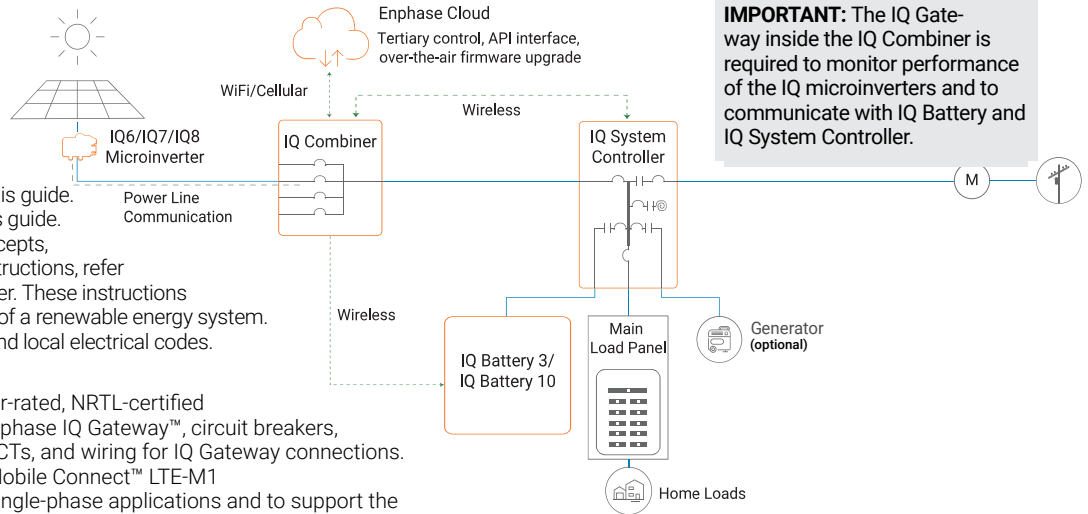 Enphase Cloud
Tertiary control, API interface,
over-the-air firmware upgrade
IMPORTANT: The IQ Gate-
way inside the IQ Combiner is
required to monitor performance
of the IQ microinverters and to
communicate with IQ Battery and
IQ System Controller.
WiFi/Cellular
Wireless
IQ6/IQ7/IQ8
Microinverter
IQ Combiner
IQ System
Controller
M
Power Line
Communication
Wireless
IQ Battery 3/
IQ Battery 10
Main
Load Panel
Generator
(optional)
Home Loads
is guide.
s guide.
cepts,
tructions, refer
er. These instructions
of a renewable energy system.
nd local electrical codes.
r-rated, NRTL-certified
phase IQ Gateway™, circuit breakers,
CTs, and wiring for IQ Gateway connections.
Mobile Connect™ LTE-M1
ngle-phase applications and to support the